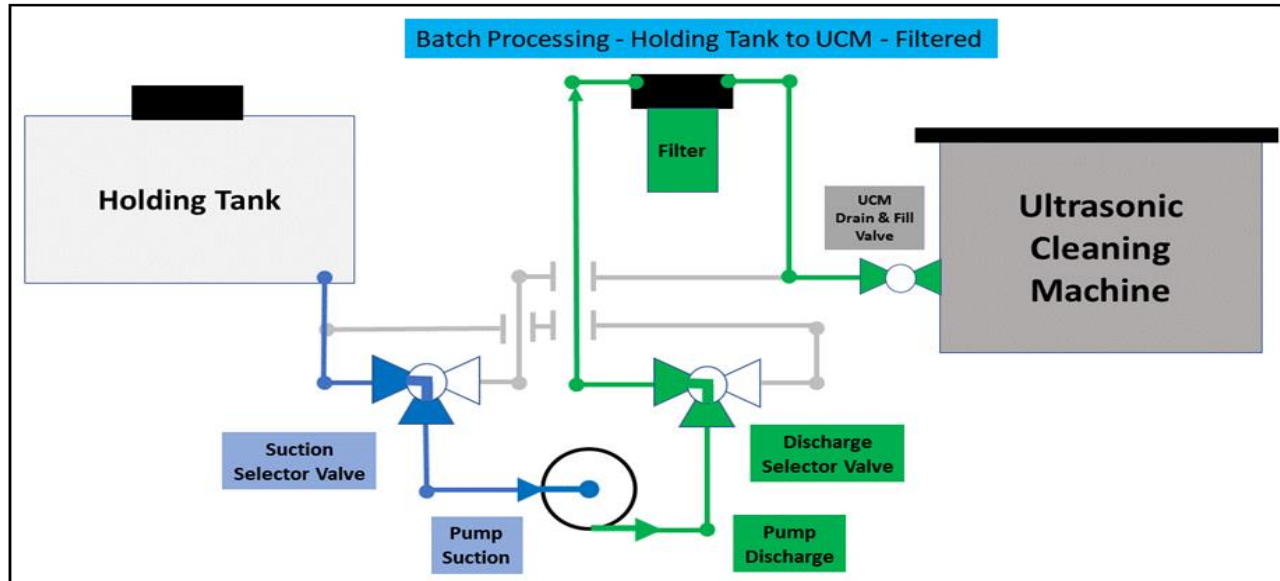 Batch Processing - Holding Tank to UCM - Filtered
Holding Tank
Filter
UCM
Drain & Fill
Valve
Ultrasonic
Cleaning
Machine
Suction
Selector Valve
Discharge
Selector Valve
Pump
Suction
Pump
Discharge